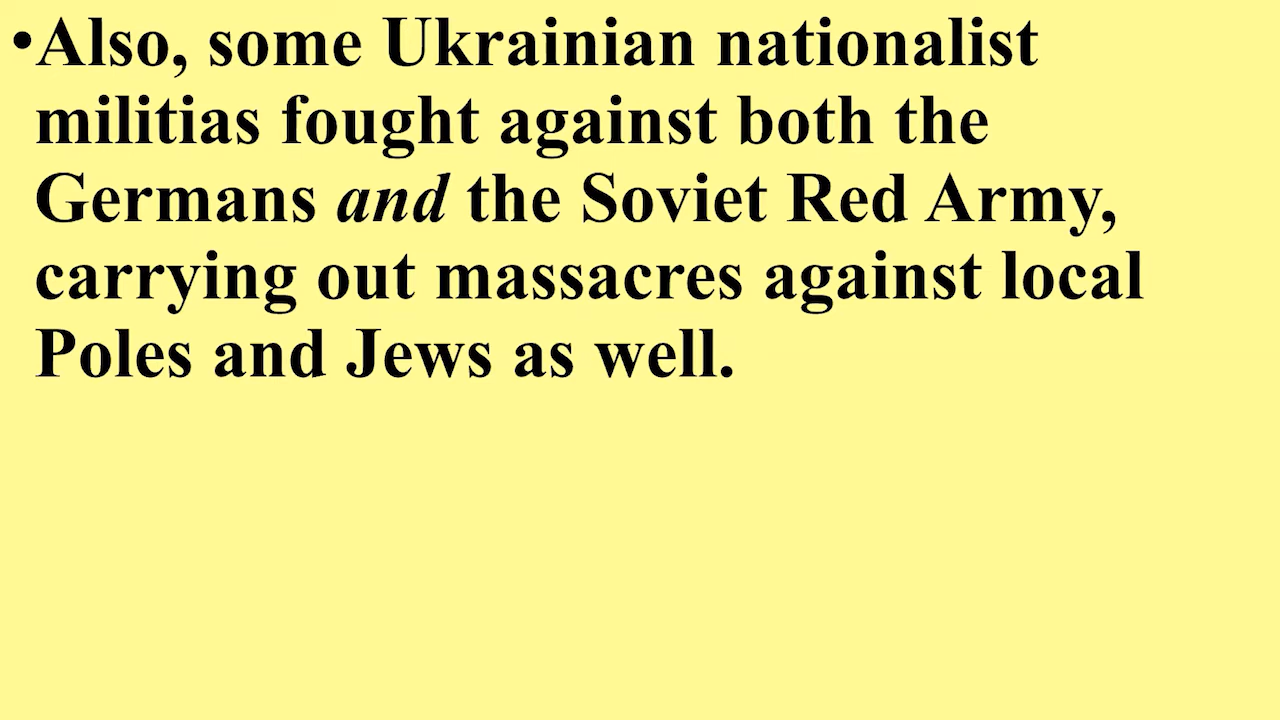 •Also, some Ukrainian nationalist
militias fought against both the
Germans and the Soviet Red Army,
carrying out massacres against local
Poles and Jews as well.